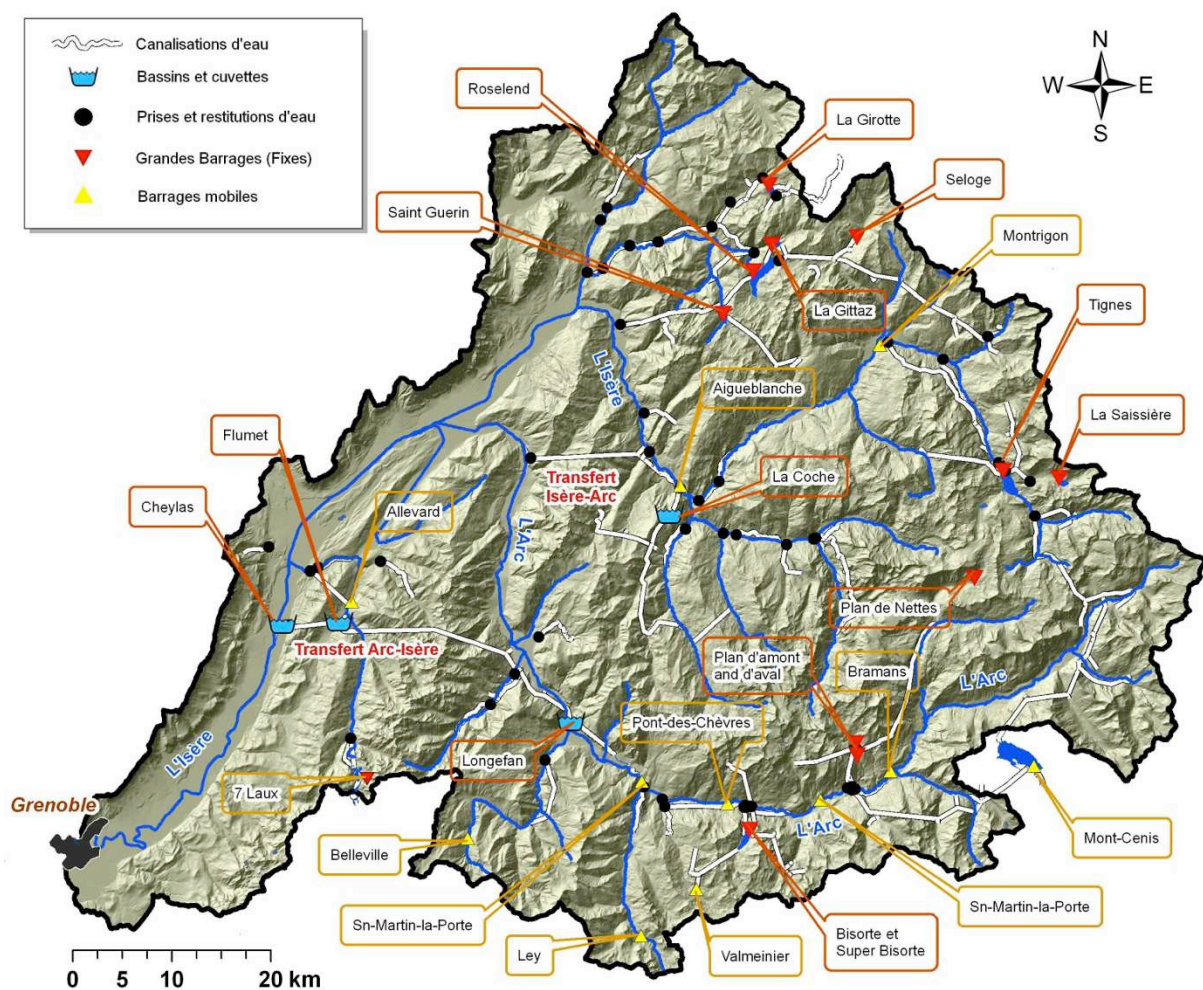 Canalisations d'eau
Bassins et cuvettes
Prises et restitutions d'eau
Grandes Barrages (Fixes)
Barrages mobiles
N
W
E
S
Roselend
La Girotte
Seloge
Saint Guerin
Montrigon
La Gittaz
Tignes
L'Isère
Aigueblanche
La Saissière
Flumet
Transfert
Isère-Arc
La Coche
Cheylas
Allevard
L'Arc
Plan de Nettes
Transfert Arc-Isère
Plan d'amont
and d'aval
Bramans
L'Arc
Pont-des-Chèvres
L'Isère
Longefan
7 Laux
Grenoble
L'Arc
Mont-Cenis
Belleville
Sn-Martin-la-Porte
Sn-Martin-la-Porte
Ley
Valmeinier
Bisorte et
Super Bisorte
0 5 10 20 km